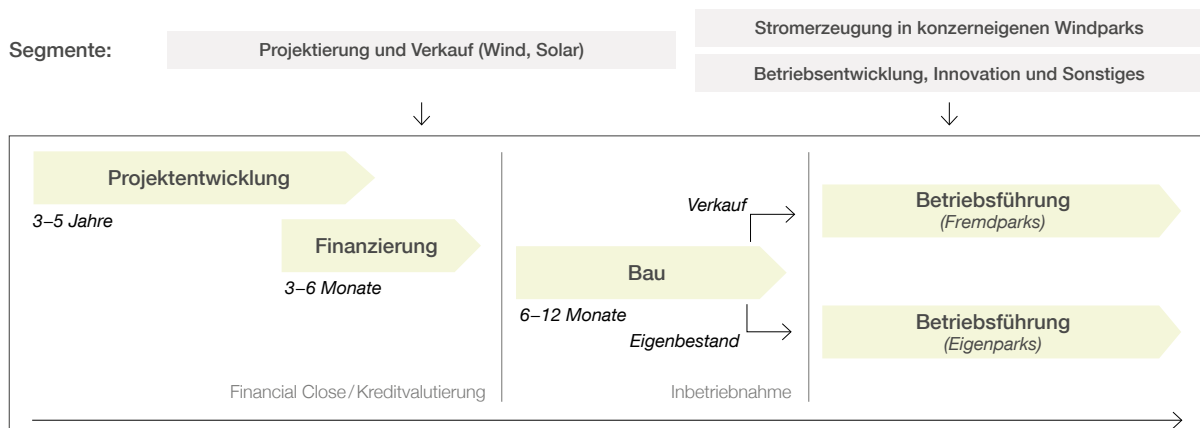 Segmente:
Projektierung und Verkauf (Wind, Solar)
Stromerzeugung in konzerneigenen Windparks
Betriebsentwicklung, Innovation und Sonstiges
Projektentwicklung
3–5 Jahre
Finanzierung
3–6 Monate
Financial Close/Kreditvalutierung
Bau
6–12 Monate
Verkauf
Eigenbestand
Inbetriebnahme
Betriebsführung
(Fremdparks)
Betriebsführung
(Eigenparks)